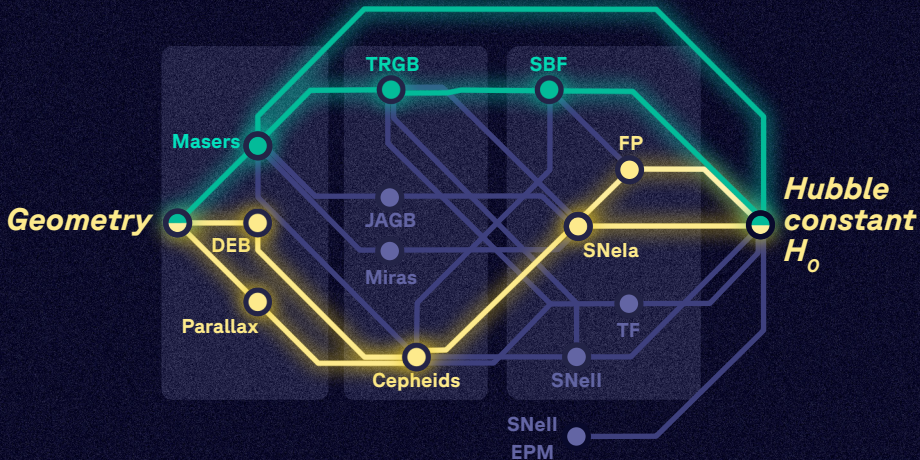 TRGB
SBF
Masers
FP
Geometry
DEB
JAGB
Miras
SNeIa
Hubble
constant
H₀
Parallax
TF
Cepheids
SNeII
SNeII
EPM